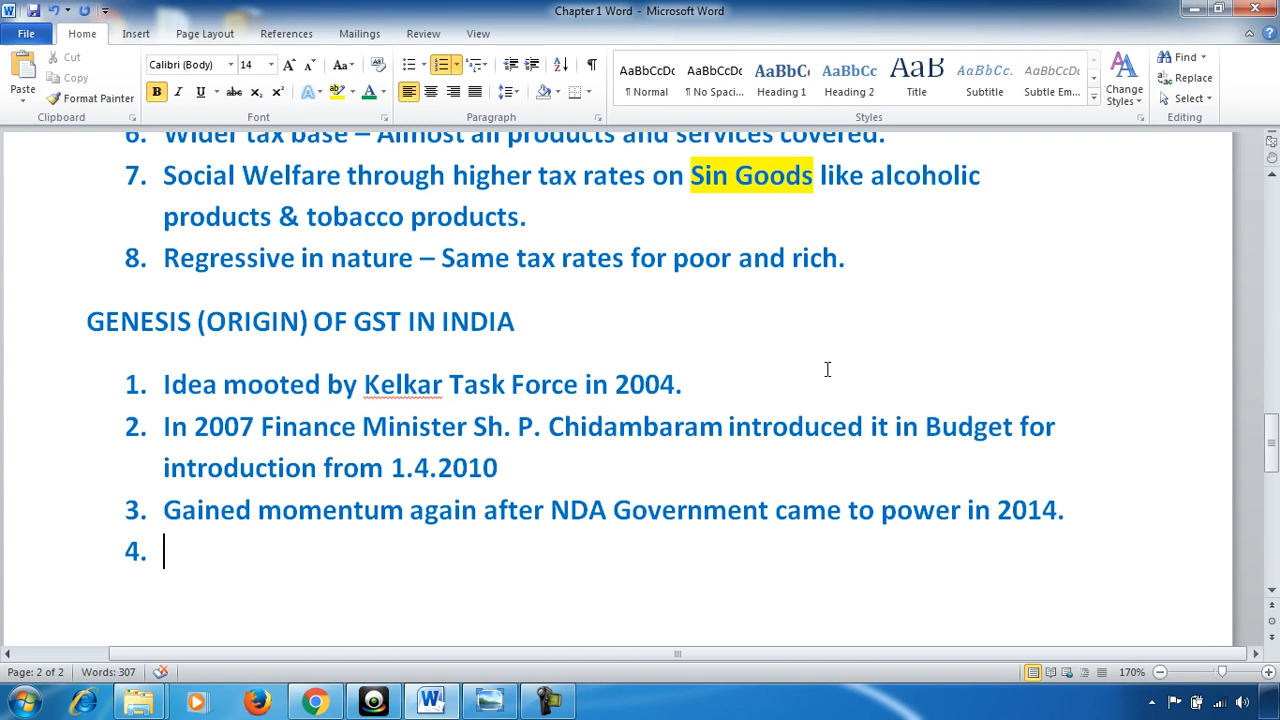 Chapter 1 Word - Microsoft Word
File Home Insert Page Layout References Mailings Review View
Cut
Copy
Format Painter
Paste
Calibri (Body) 14
B I U abc
AaBbCcDc AaBbCcDc AaBbCc AaBbCc AaB AaBbCc. AaBbCcDa
¶ Normal ¶ No Spaci... Heading 1 Heading 2 Title Subtitle Subtle Em...
Change
Styles
Find
Replace
Select
Clipboard Font Paragraph Styles Editing
6. Wider tax base – Almost all products and services covered.
7. Social Welfare through higher tax rates on Sin Goods like alcoholic
products & tobacco products.
8. Regressive in nature – Same tax rates for poor and rich.
GENESIS (ORIGIN) OF GST IN INDIA
1. Idea mooted by Kelkar Task Force in 2004.
2. In 2007 Finance Minister Sh. P. Chidambaram introduced it in Budget for
introduction from 1.4.2010
3. Gained momentum again after NDA Government came to power in 2014.
4.
Page: 2 of 2 Words: 307 170%
6:33 PM